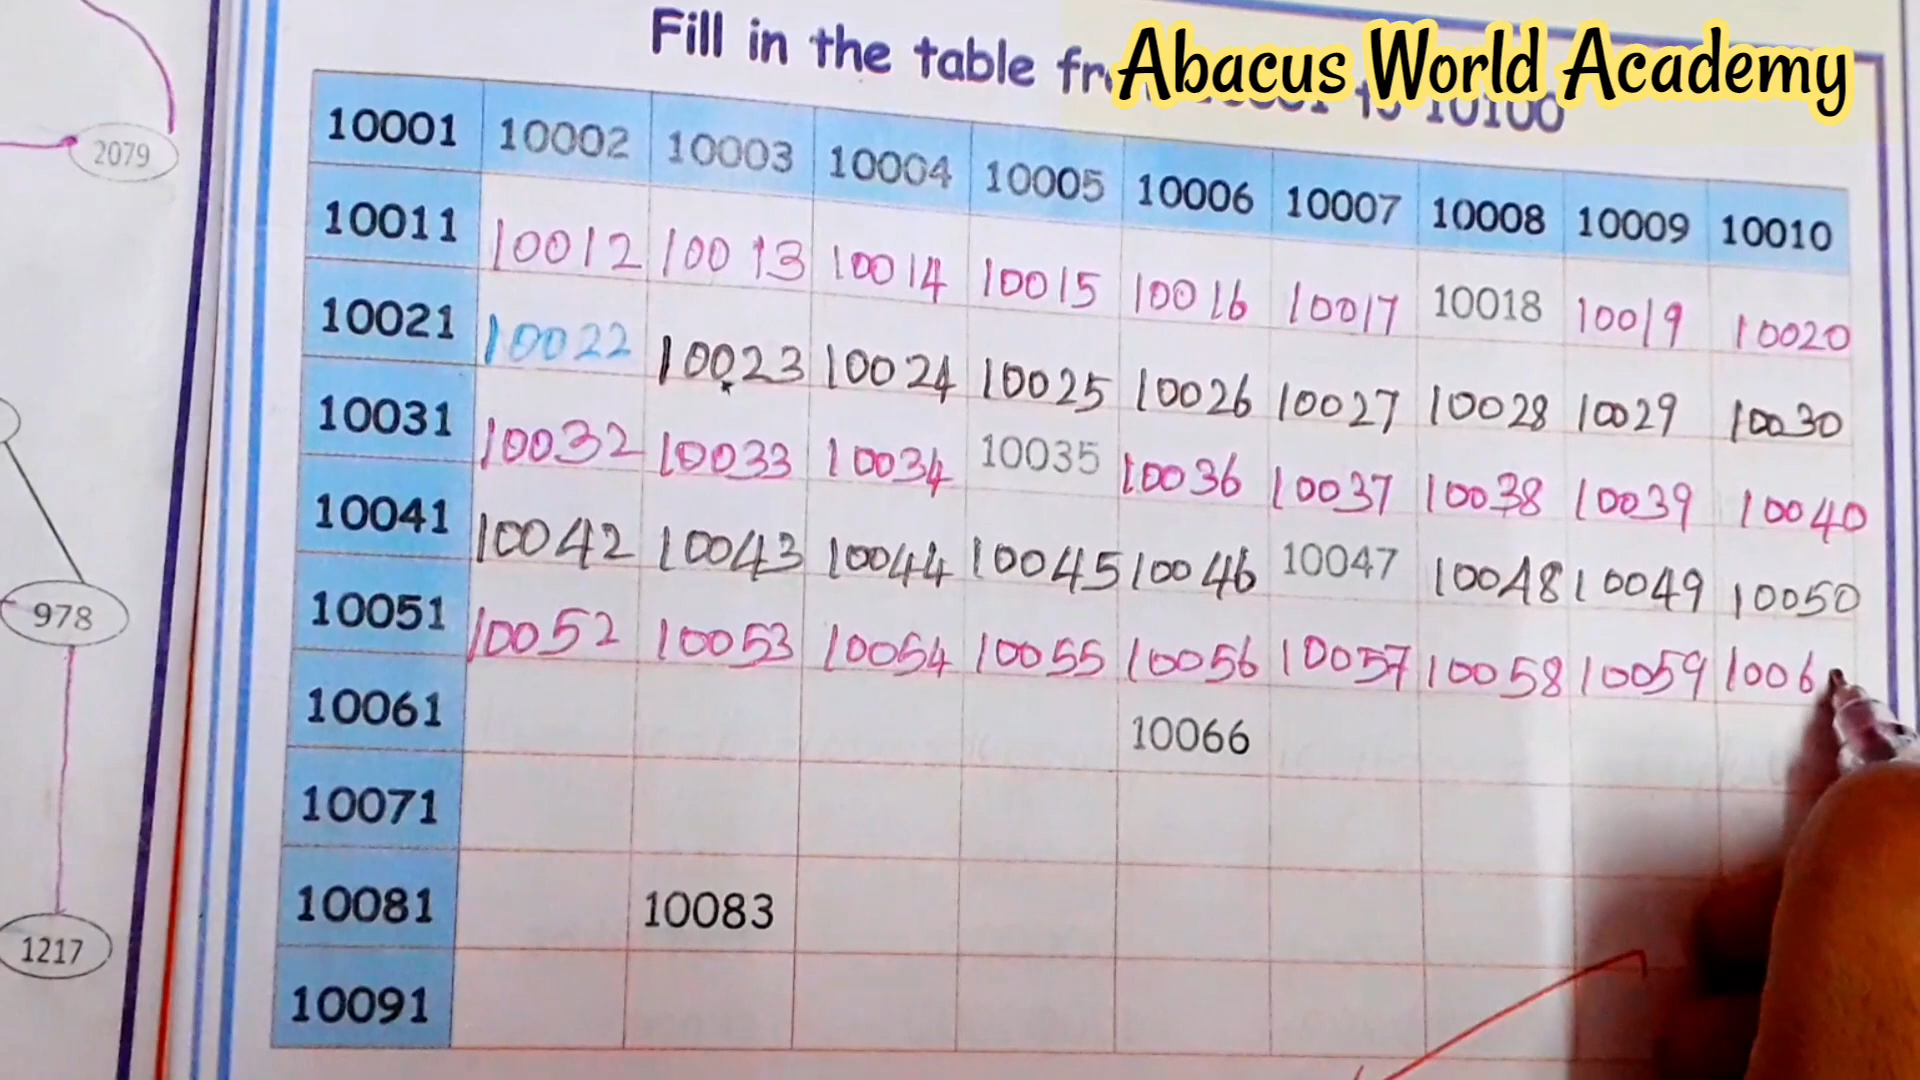 Fill in the table
Abacus World Academy
to 10100
2079
10001 10002 10003 10004 10005 10006 10007 10008 10009 10010
10011 10012 10013 10014 10015 10016 10017 10018 10019 10020
10021 10022 10023 10024 10025 10026 10027 10028 10029 10030
10031 10032 10033 10034 10035 10036 10037 10038 10039 10040
10041 10042 10043 10044 10045 10046 10047 10048 10049 10050
978
10051 10052 10053 10054 10055 10056 10057 10058 10059 1006
10061 10066
10071
10081 10083
1217
10091